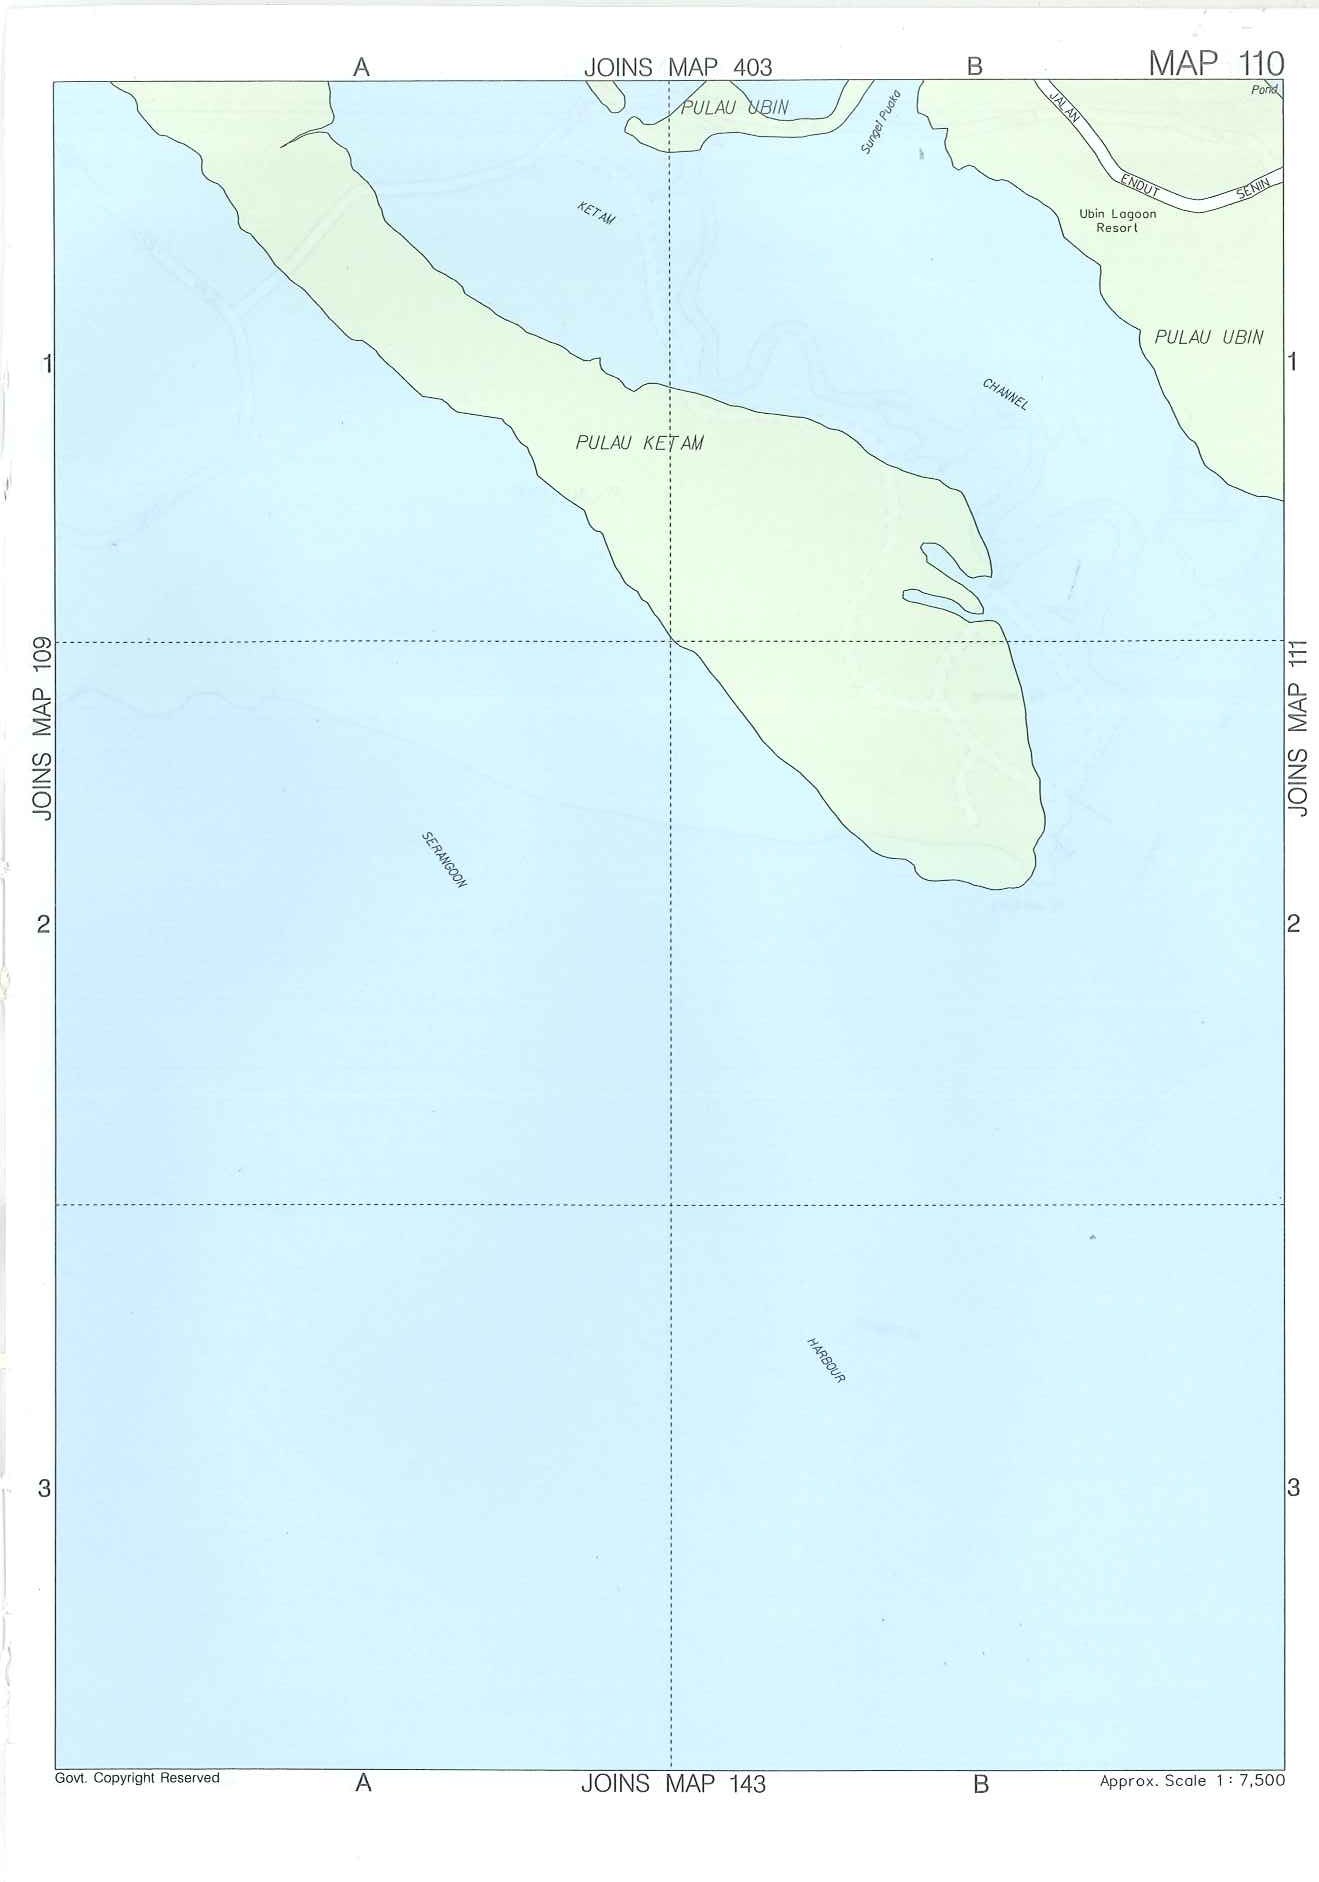 A
JOINS MAP 403
B
MAP 110
Pond
PULAU UBIN
Sungei Puaka
JALAN
ENDUT
SENIN
KETAM
Ubin Lagoon
Resort
PULAU UBIN
1
1
CHANNEL
PULAU KETAM
JOINS MAP 109
JOINS MAP 111
SERANGOON
2
2
HARBOUR
3
3
Govt. Copyright Reserved
A
JOINS MAP 143
B
Approx. Scale 1 : 7,500